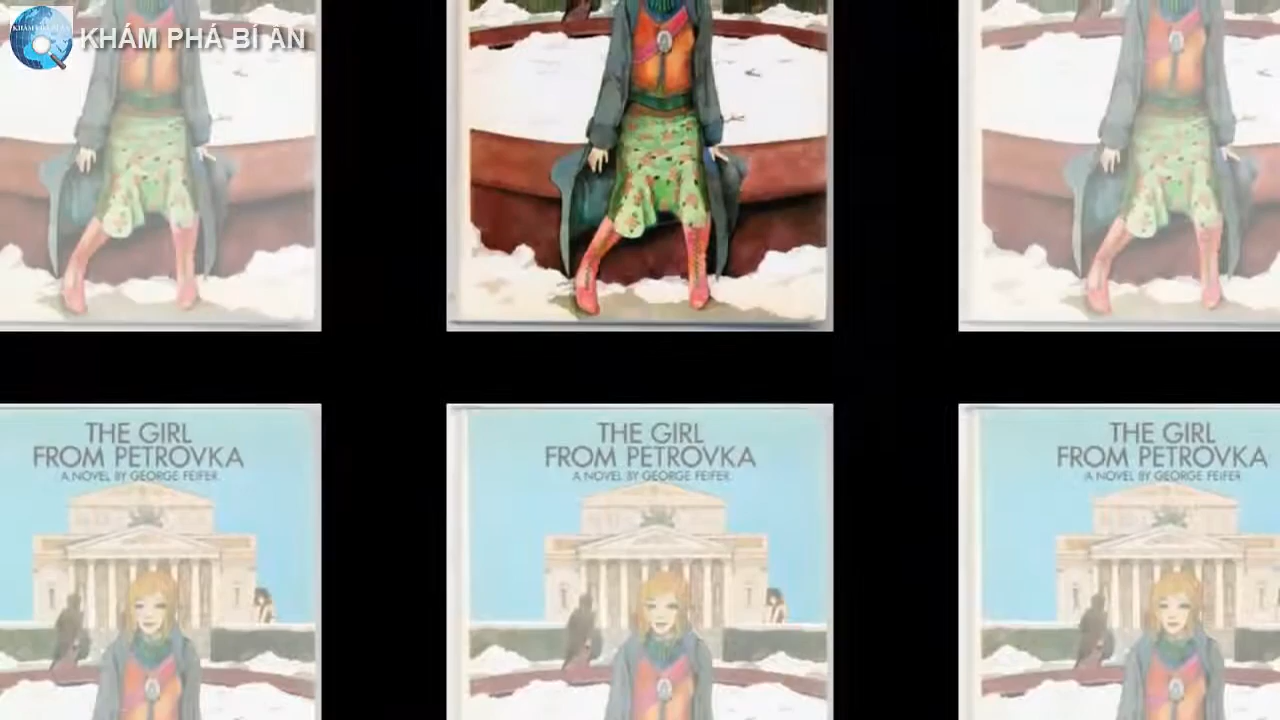 KHÁM PHÁ BÍ ẨN
THE GIRL
FROM PETROVKA
A NOVEL BY GEORGE FEIFER
THE GIRL
FROM PETROVKA
A NOVEL BY GEORGE FEIFER
THE GIRL
FROM PETROVKA
A NOVEL BY GEORGE FEIFER